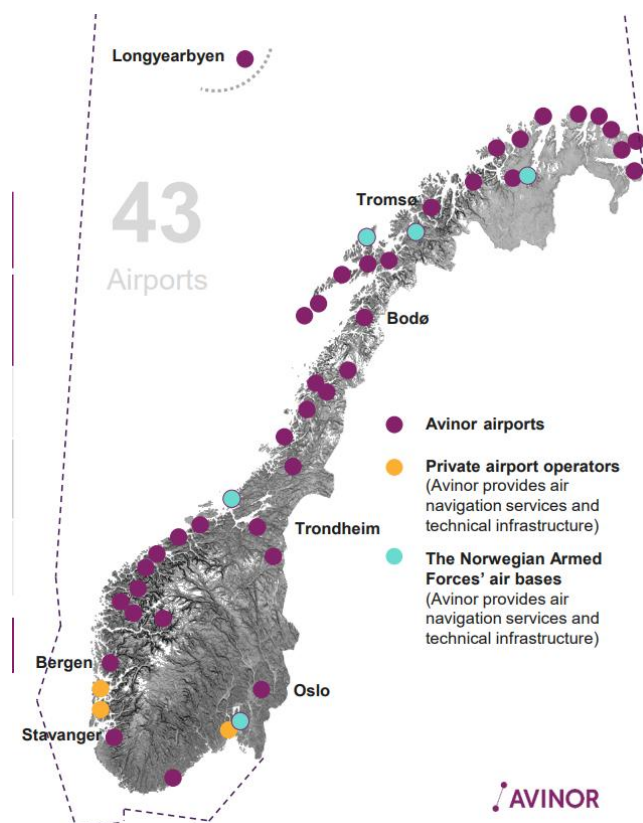 Longyearbyen
43
Airports
Tromsø
Bodø
Avinor airports
Private airport operators
(Avinor provides air
navigation services and
technical infrastructure)
Trondheim
The Norwegian Armed
Forces' air bases
(Avinor provides air
navigation services and
technical infrastructure)
Bergen
Oslo
Stavanger
AVINOR